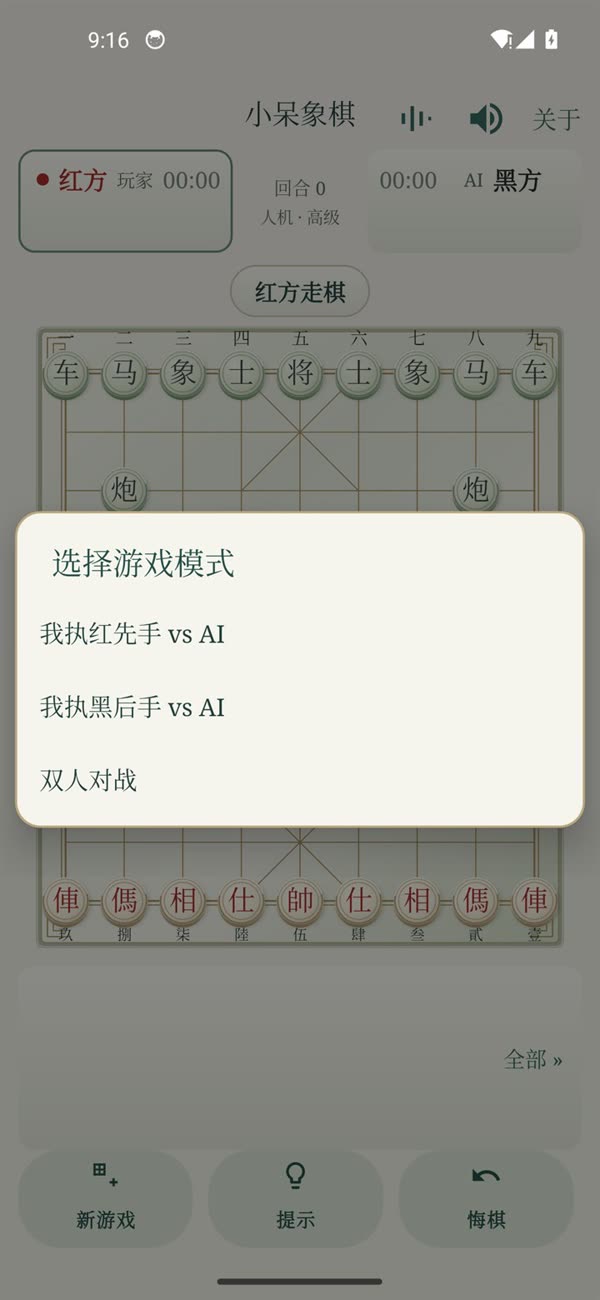 9:16
小呆象棋 关于
红方 玩家 00:00
回合 0
人机 · 高级
00:00 AI 黑方
红方走棋
一 二 三 四 五 六 七 八 九
车 马 象 士 将 士 象 马 车
炮 炮
选择游戏模式
我执红先手 vs AI
我执黑后手 vs AI
双人对战
俥 傌 相 仕 帥 仕 相 傌 俥
玖 捌 柒 陸 伍 肆 叁 貳 壹
全部 »
新游戏 提示 悔棋